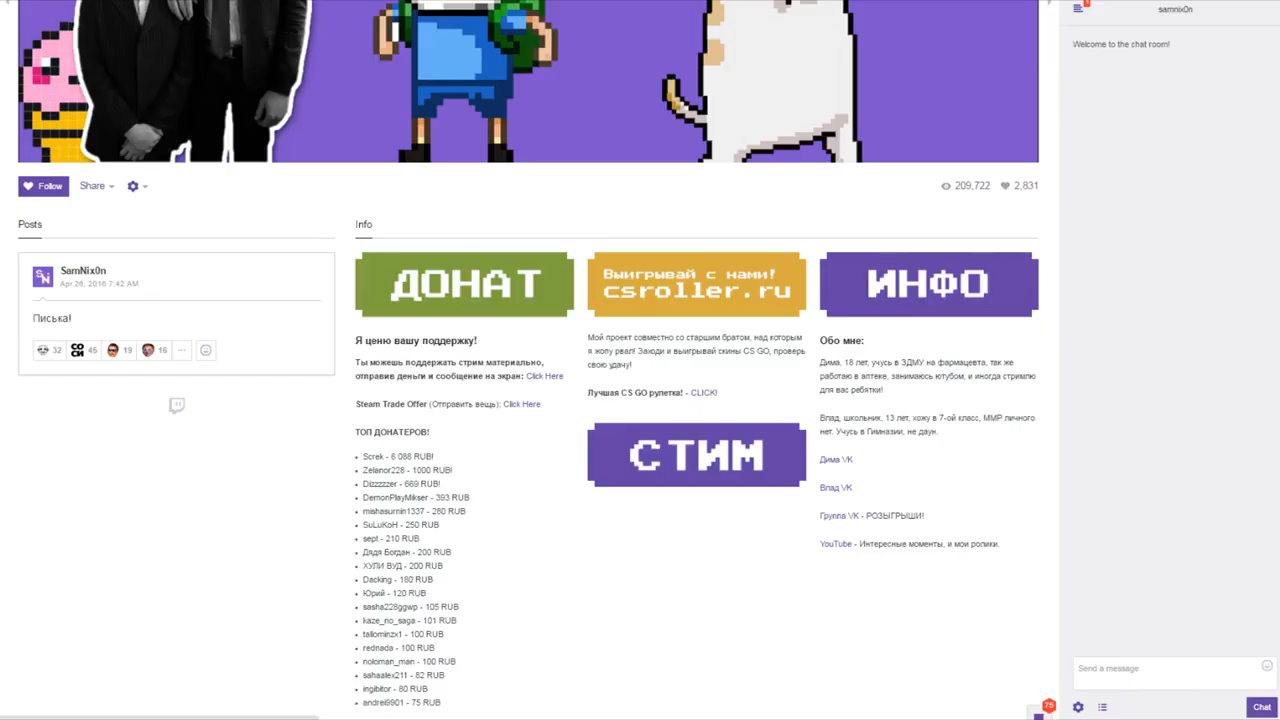 samnix0n
Welcome to the chat room!
Follow
Share
209,722
2,831
Posts
Info
SamNix0n
Apr 26, 2016 7:42 AM
Писька!
32
СО
СИ
45
19
16
ДОНАТ
Я ценю вашу поддержку!
Ты можешь поддержать стрим материально,
отправив деньги и сообщение на экран: Click Here
Steam Trade Offer (Отправить вещь): Click Here
ТОП ДОНАТЕРОВ!
Screk - 6 088 RUB!
Zelanor228 - 1000 RUB!
Dizzzzzer - 669 RUB!
DemonPlayMikser - 393 RUB
mishasurnin1337 - 280 RUB
SuLuKoH - 250 RUB
sept - 210 RUB
Дядя Богдан - 200 RUB
ХУЛИ ВУД - 200 RUB
Dacking - 180 RUB
Юрий - 120 RUB
sasha228ggwp - 105 RUB
kaze_no_saga - 101 RUB
tallominzx1 - 100 RUB
rednada - 100 RUB
noloman_man - 100 RUB
sahaalex211 - 82 RUB
ingibitor - 80 RUB
andrei9901 - 75 RUB
Выигрывай с нами!
csroller.ru
Мой проект совместно со старшим братом, над которым
я жопу рвал! Заходи и выигрывай скины CS GO, проверь
свою удачу!
Лучшая CS GO рулетка! - CLICK!
СТИМ
ИНФО
Обо мне:
Дима, 18 лет, учусь в ЗДМУ на фармацевта, так же
работаю в аптеке, занимаюсь ютубом, и иногда стримлю
для вас ребятки!
Влад, школьник, 13 лет, хожу в 7-ой класс, ММР личного
нет. Учусь в Гимназии, не даун.
Дима VK
Влад VK
Группа VK - РОЗЫГРЫШИ!
YouTube - Интересные моменты, и мои ролики.
Send a message
75
Chat